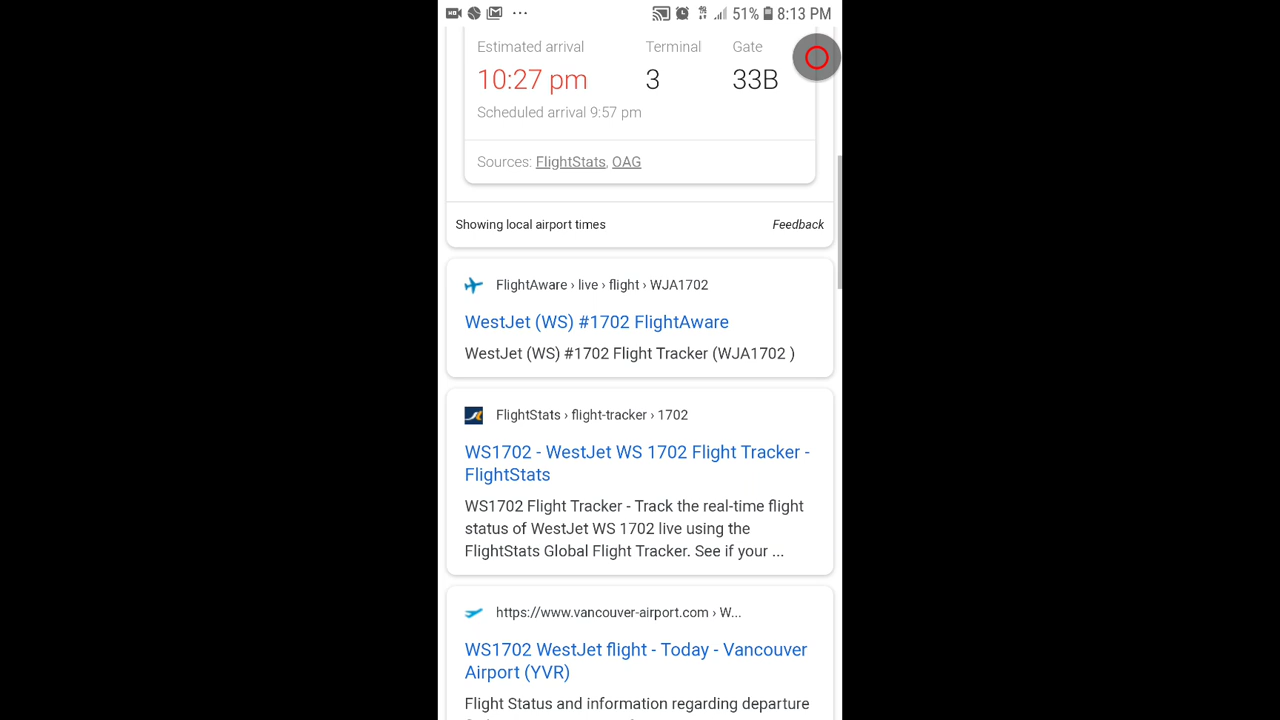 51% 8:13 PM
Estimated arrival Terminal Gate
10:27 pm 3 33B
Scheduled arrival 9:57 pm
Sources: FlightStats, OAG
Showing local airport times Feedback
FlightAware › live › flight › WJA1702
WestJet (WS) #1702 FlightAware
WestJet (WS) #1702 Flight Tracker (WJA1702 )
FlightStats › flight-tracker › 1702
WS1702 - WestJet WS 1702 Flight Tracker -
FlightStats
WS1702 Flight Tracker - Track the real-time flight
status of WestJet WS 1702 live using the
FlightStats Global Flight Tracker. See if your ...
https://www.vancouver-airport.com › W...
WS1702 WestJet flight - Today - Vancouver
Airport (YVR)
Flight Status and information regarding departure